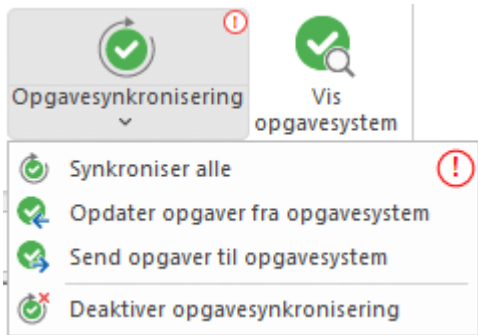 Opgavesynkronisering
Vis
opgavesystem
Synkroniser alle
Opdater opgaver fra opgavesystem
Send opgaver til opgavesystem
Deaktiver opgavesynkronisering